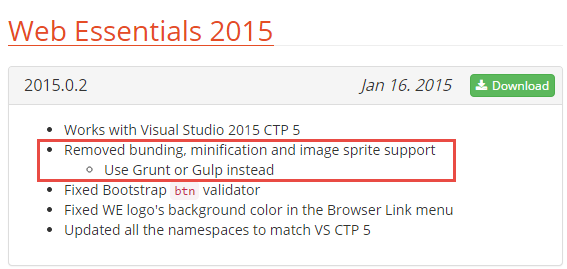 Web Essentials 2015
2015.0.2 Jan 16. 2015 Download
Works with Visual Studio 2015 CTP 5
Removed bunding, minification and image sprite support
Use Grunt or Gulp instead
Fixed Bootstrap btn validator
Fixed WE logo's background color in the Browser Link menu
Updated all the namespaces to match VS CTP 5